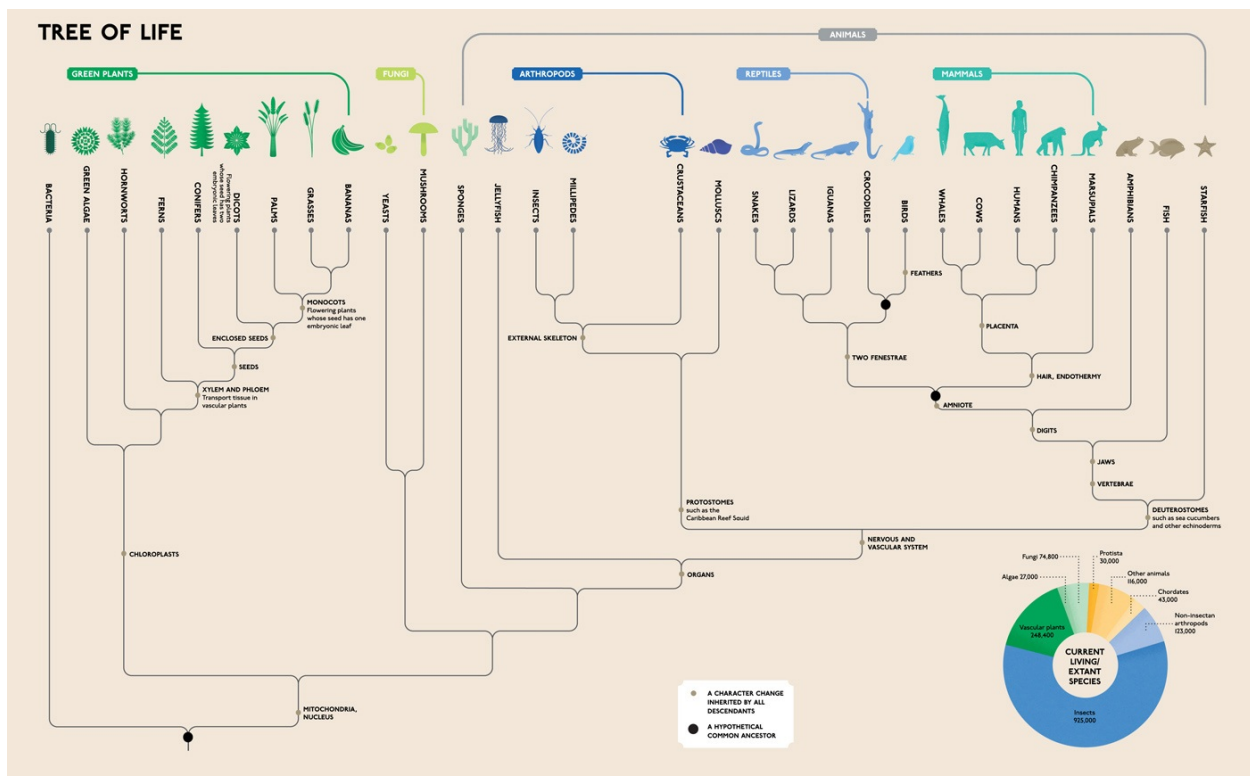 TREE OF LIFE
ANIMALS
GREEN PLANTS
FUNGI
ARTHROPODS
REPTILES
MAMMALS
BACTERIA
GREEN ALGAE
HORNWORTS
FERNS
CONIFERS
DICOTS
Flowering plants
whose seed has two
embryonic leaves
PALMS
GRASSES
BANANAS
YEASTS
MUSHROOMS
SPONGES
JELLYFISH
INSECTS
MILLIPEDES
CRUSTACEANS
MOLLUSCS
SNAKES
LIZARDS
IGUANAS
CROCODILES
BIRDS
WHALES
COWS
HUMANS
CHIMPANZEES
MARSUPIALS
AMPHIBIANS
FISH
STARFISH
FEATHERS
MONOCOTS
Flowering plants
whose seed has one
embryonic leaf
PLACENTA
ENCLOSED SEEDS
EXTERNAL SKELETON
TWO FENESTRAE
SEEDS
HAIR, ENDOTHERMY
XYLEM AND PHLOEM
Transport tissue in
vascular plants
AMNIOTE
DIGITS
JAWS
VERTEBRAE
PROTOSTOMES
such as the
Caribbean Reef Squid
DEUTEROSTOMES
such as sea cucumbers
and other echinoderms
NERVOUS AND
VASCULAR SYSTEM
CHLOROPLASTS
ORGANS
MITOCHONDRIA,
NUCLEUS
Fungi 74,800
Protista
30,000
Algae 27,000
Other animals
116,000
Chordates
43,000
Non-insectan
arthropods
123,000
Vascular plants
248,400
CURRENT
LIVING/
EXTANT
SPECIES
Insects
925,000
A CHARACTER CHANGE
INHERITED BY ALL
DESCENDANTS
A HYPOTHETICAL
COMMON ANCESTOR